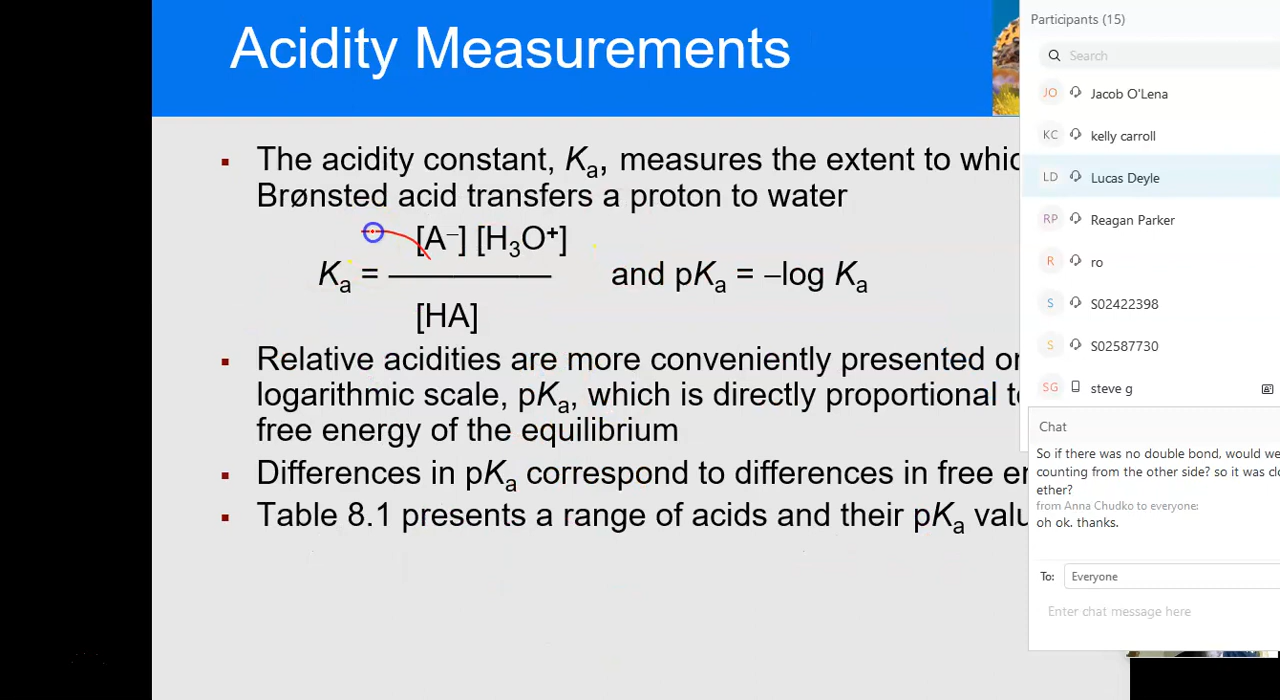 Acidity Measurements
▪ The acidity constant, Ka, measures the extent to whic
Brønsted acid transfers a proton to water
[A–] [H3O+]
Ka = ————— and pKa = –log Ka
[HA]
▪ Relative acidities are more conveniently presented on
logarithmic scale, pKa, which is directly proportional to
free energy of the equilibrium
▪ Differences in pKa correspond to differences in free en
▪ Table 8.1 presents a range of acids and their pKa valu
Participants (15)
Search
JO Jacob O'Lena
KC kelly carroll
LD Lucas Deyle
RP Reagan Parker
R ro
S S02422398
S S02587730
SG steve g
Chat
So if there was no double bond, would we
counting from the other side? so it was clo
ether?
from Anna Chudko to everyone:
oh ok. thanks.
To: Everyone
Enter chat message here